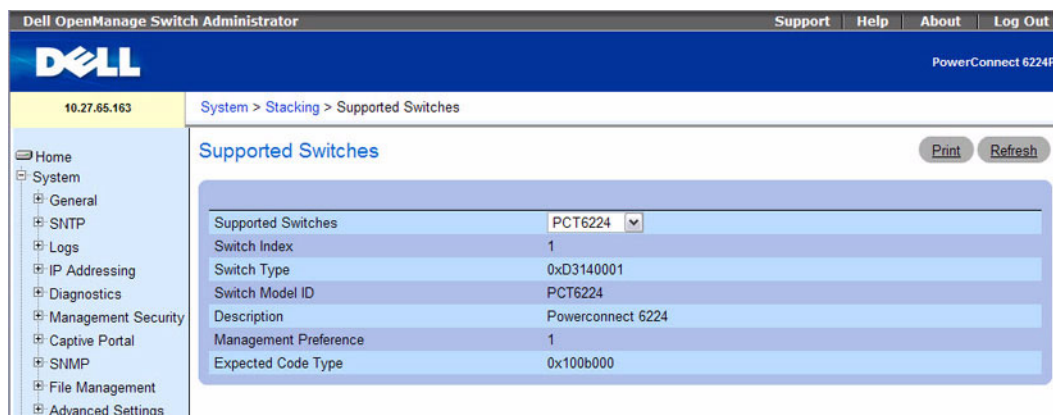 Dell OpenManage Switch Administrator Support Help About Log Out
DELL
PowerConnect 6224P
10.27.65.163
System > Stacking > Supported Switches
Home
System
General
SNTP
Logs
IP Addressing
Diagnostics
Management Security
Captive Portal
SNMP
File Management
Advanced Settings
Supported Switches
Print Refresh
Supported Switches PCT6224
Switch Index 1
Switch Type 0xD3140001
Switch Model ID PCT6224
Description Powerconnect 6224
Management Preference 1
Expected Code Type 0x100b000